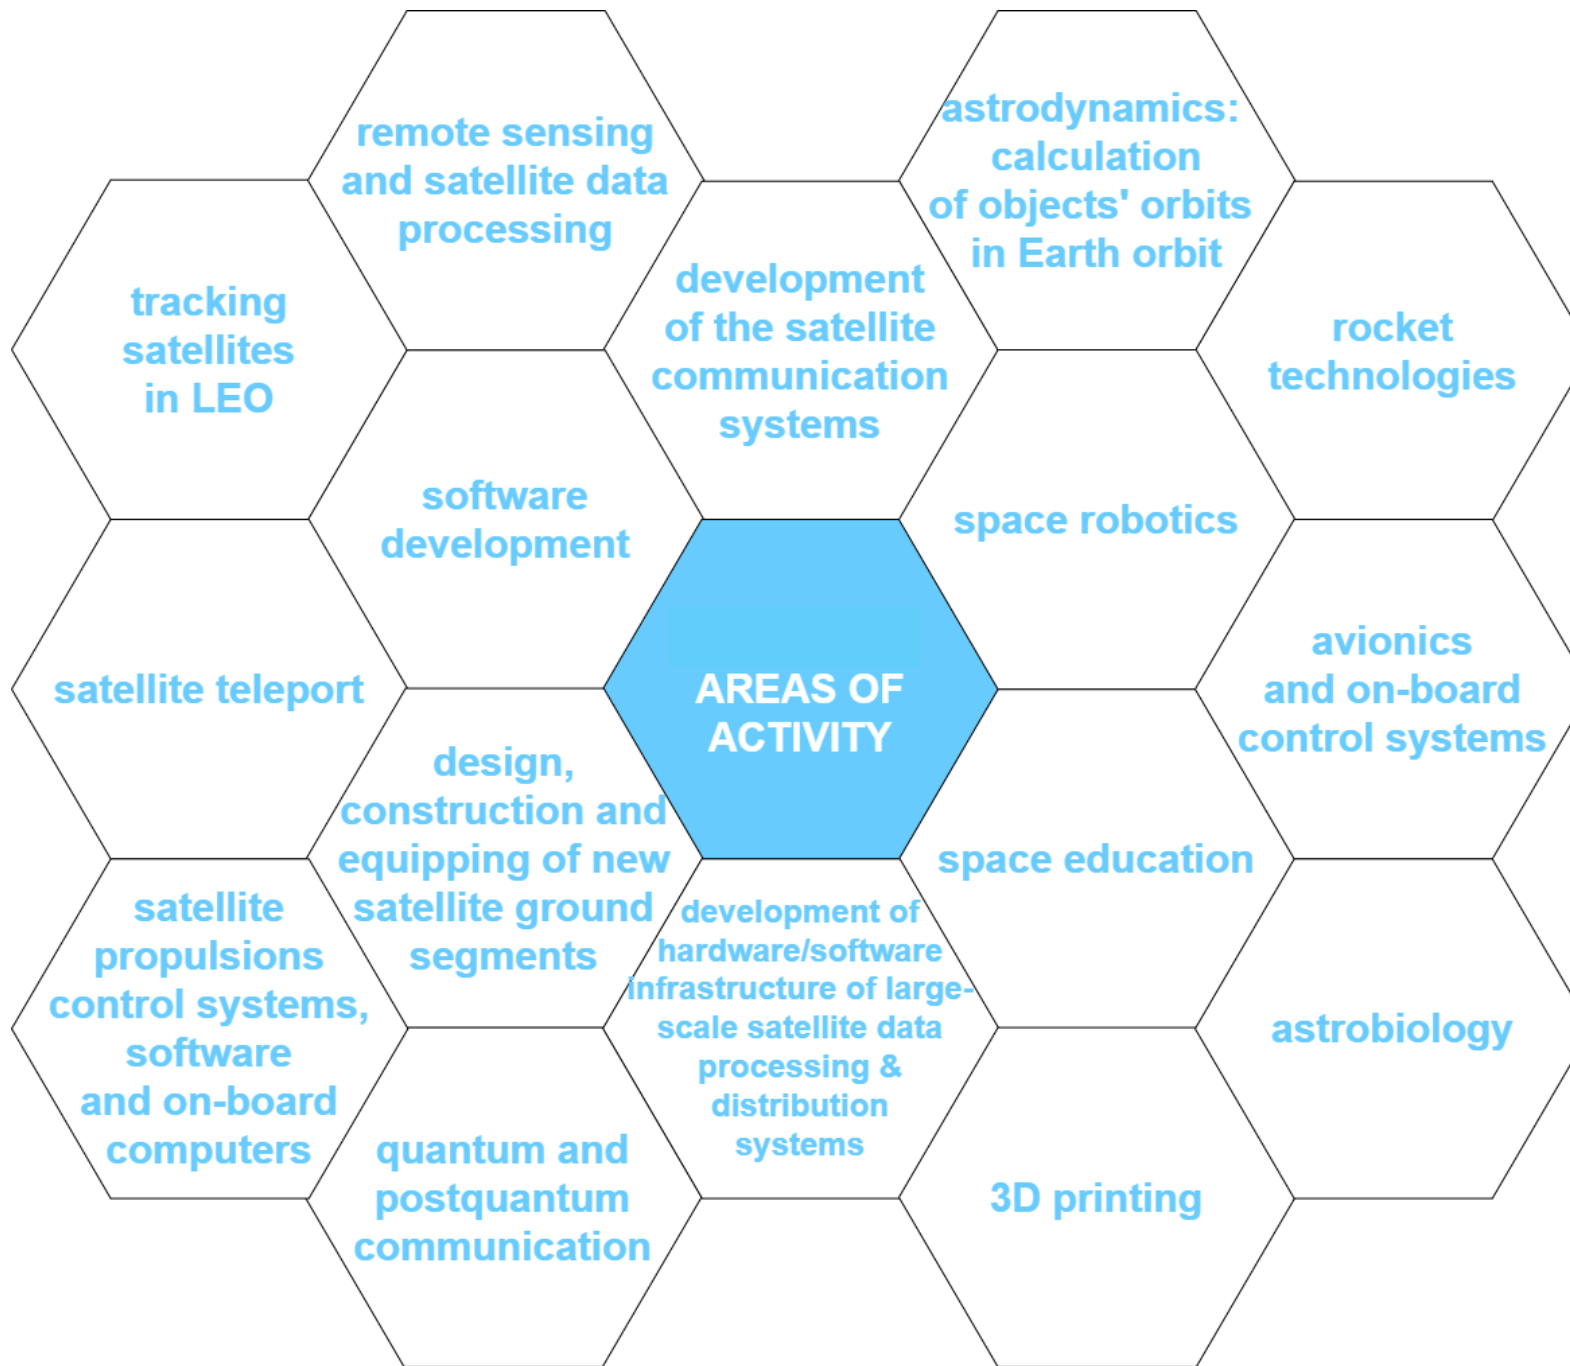 remote sensing
and satellite data
processing
astrodynamics:
calculation
of objects' orbits
in Earth orbit
tracking
satellites
in LEO
development
of the satellite
communication
systems
rocket
technologies
software
development
space robotics
satellite teleport
AREAS OF
ACTIVITY
avionics
and on-board
control systems
design,
construction and
equipping of new
satellite ground
segments
space education
satellite
propulsions
control systems,
software
and on-board
computers
development of
hardware/software
infrastructure of large-
scale satellite data
processing &
distribution
systems
astrobiology
quantum and
postquantum
communication
3D printing